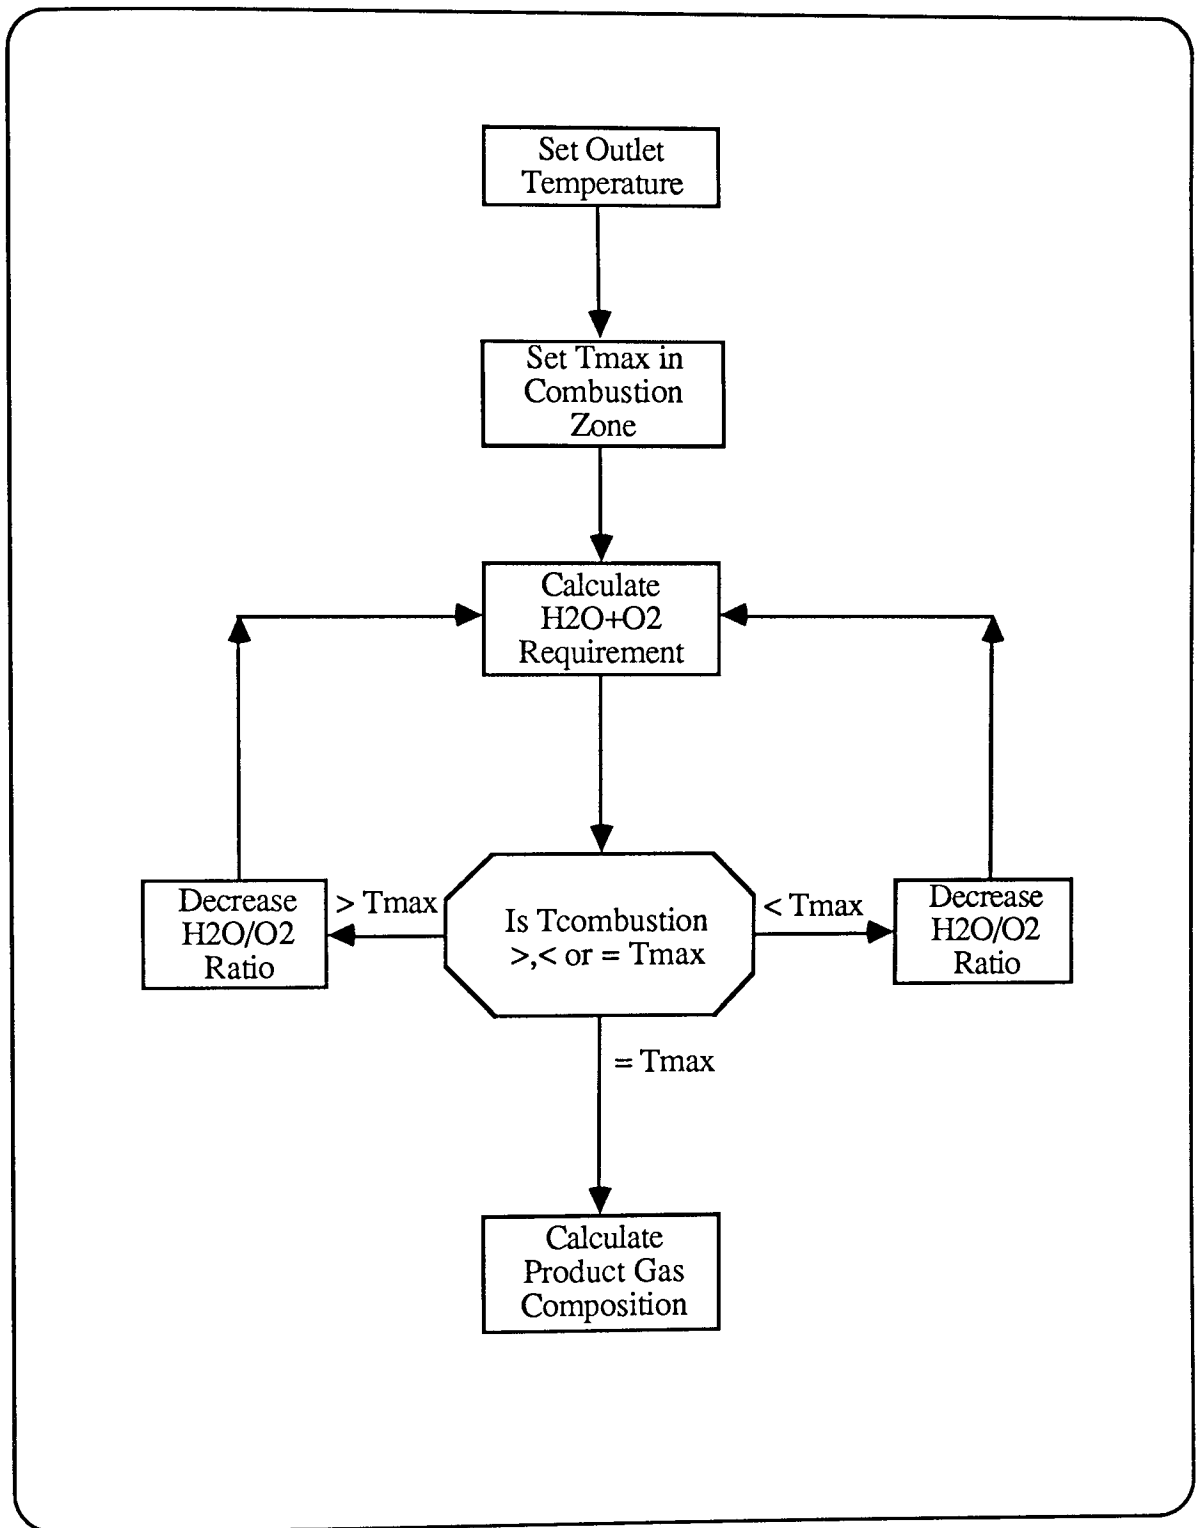 Set Outlet
Temperature
Set Tmax in
Combustion
Zone
Calculate
H2O+O2
Requirement
Decrease
H2O/O2
Ratio
> Tmax
Is Tcombustion
>,< or = Tmax
< Tmax
Decrease
H2O/O2
Ratio
= Tmax
Calculate
Product Gas
Composition